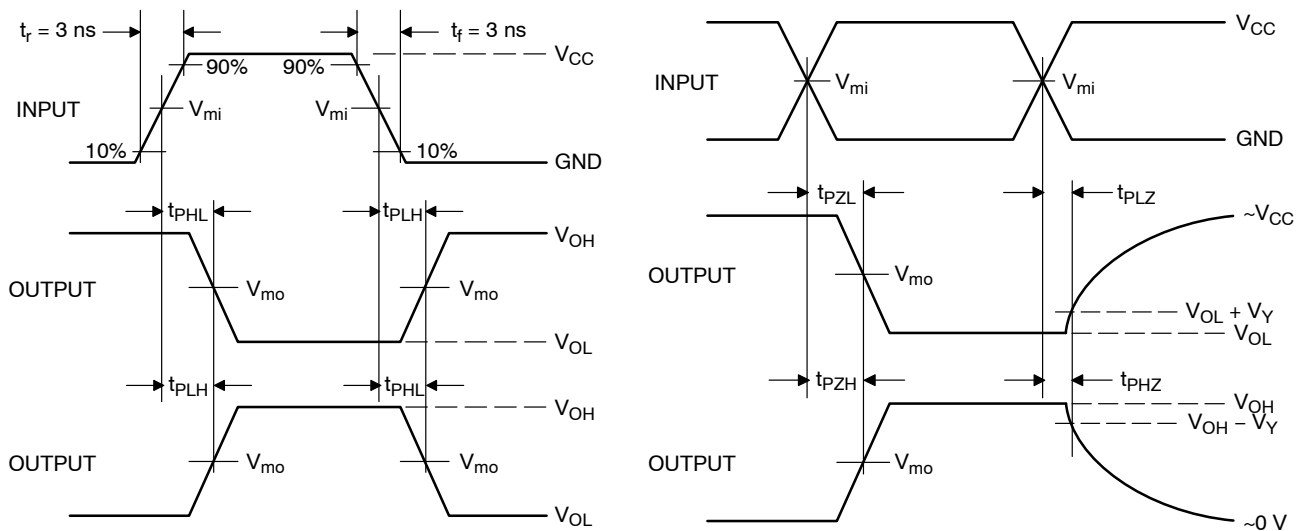 t_r = 3 ns
t_f = 3 ns
V_CC
90%
90%
INPUT
V_mi
V_mi
10%
10%
GND
t_PHL
t_PLH
V_OH
OUTPUT
V_mo
V_mo
V_OL
t_PLH
t_PHL
V_OH
OUTPUT
V_mo
V_mo
V_OL
V_CC
INPUT
V_mi
V_mi
GND
t_PZL
t_PLZ
~V_CC
OUTPUT
V_mo
V_OL + V_Y
V_OL
t_PZH
t_PHZ
V_OH
V_OH – V_Y
OUTPUT
V_mo
~0 V